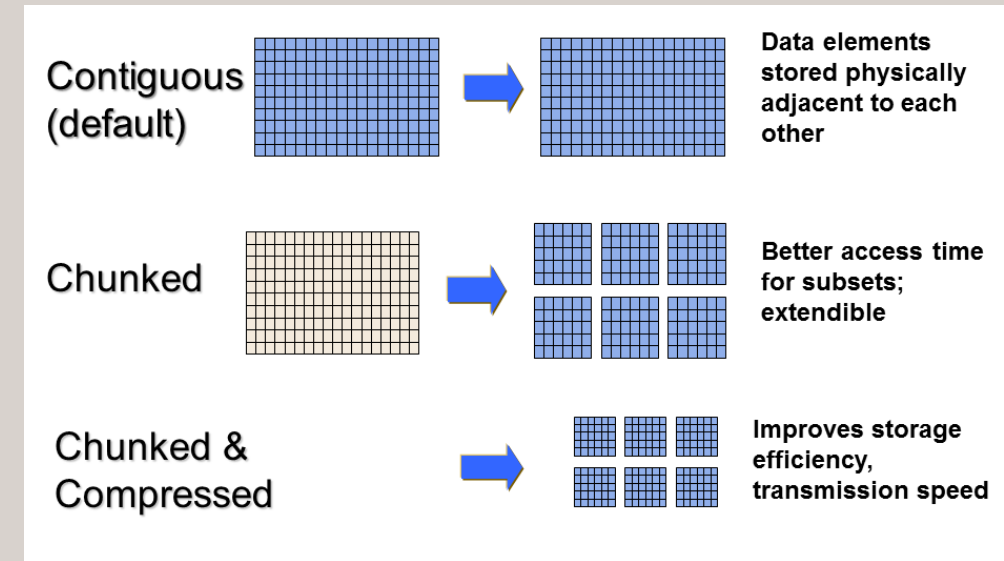 Contiguous
(default)
Data elements
stored physically
adjacent to each
other
Chunked
Better access time
for subsets;
extendible
Chunked &
Compressed
Improves storage
efficiency,
transmission speed